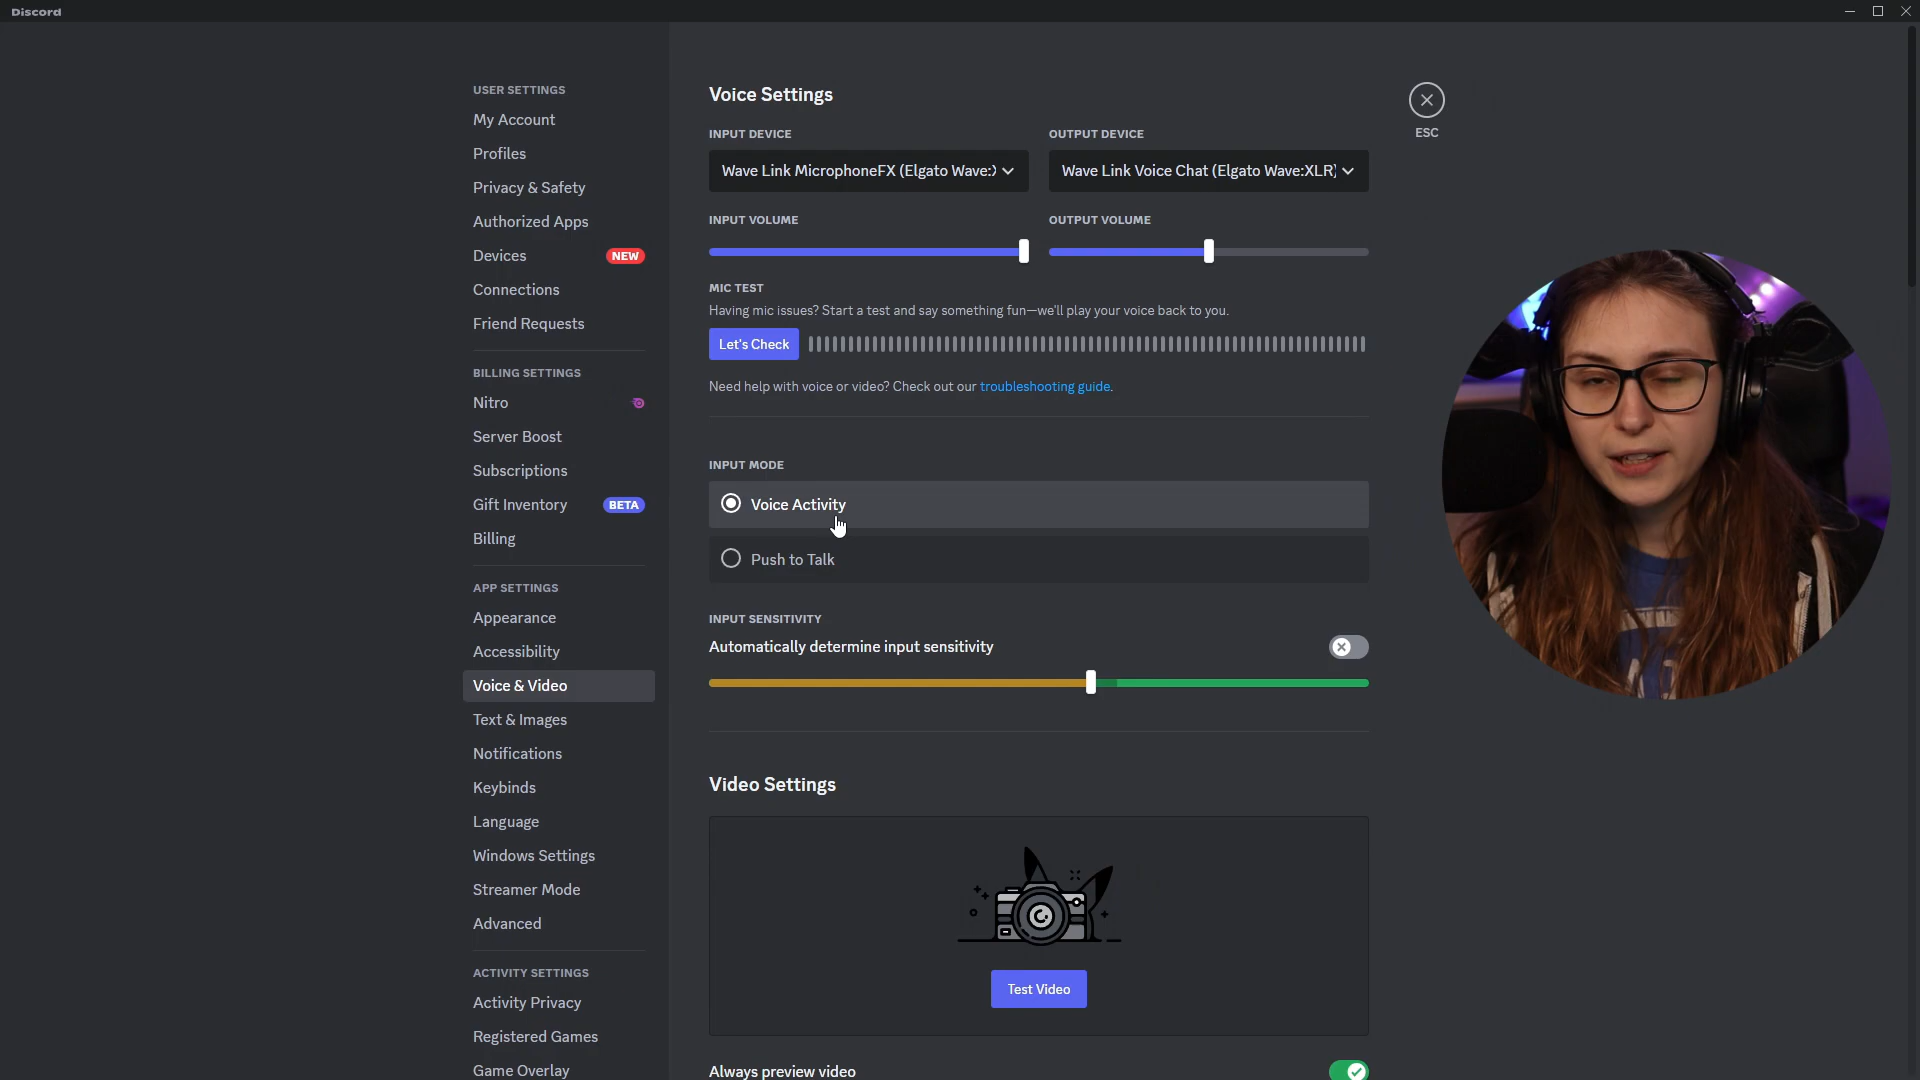 Discord
USER SETTINGS
My Account
Profiles
Privacy & Safety
Authorized Apps
Devices NEW
Connections
Friend Requests
BILLING SETTINGS
Nitro
Server Boost
Subscriptions
Gift Inventory BETA
Billing
APP SETTINGS
Appearance
Accessibility
Voice & Video
Text & Images
Notifications
Keybinds
Language
Windows Settings
Streamer Mode
Advanced
ACTIVITY SETTINGS
Activity Privacy
Registered Games
Game Overlay
Voice Settings
INPUT DEVICE
Wave Link MicrophoneFX (Elgato Wave:
OUTPUT DEVICE
Wave Link Voice Chat (Elgato Wave:XLR)
INPUT VOLUME
OUTPUT VOLUME
MIC TEST
Having mic issues? Start a test and say something fun—we'll play your voice back to you.
Let's Check
Need help with voice or video? Check out our troubleshooting guide.
INPUT MODE
Voice Activity
Push to Talk
INPUT SENSITIVITY
Automatically determine input sensitivity
Video Settings
Test Video
Always preview video
ESC